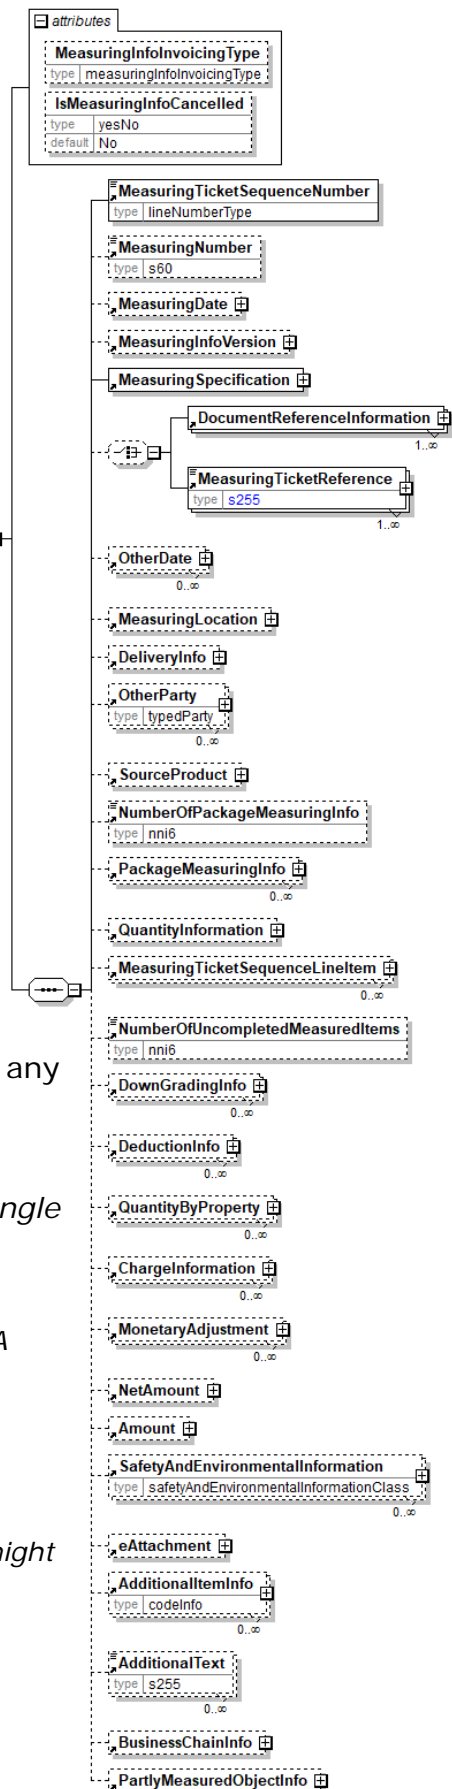 attributes
MeasuringInfoInvoicingType
type measuringInfoInvoicingType
IsMeasuringInfoCancelled
type yesNo
default No
MeasuringTicketSequenceNumber
type lineNumberType
MeasuringNumber
type s60
MeasuringDate
MeasuringInfoVersion
MeasuringSpecification
DocumentReferenceInformation
1..∞
MeasuringTicketReference
type s255
1..∞
OtherDate
0..∞
MeasuringLocation
DeliveryInfo
OtherParty
type typedParty
0..∞
SourceProduct
NumberOfPackageMeasuringInfo
type nni6
PackageMeasuringInfo
0..∞
QuantityInformation
MeasuringTicketSequenceLineItem
0..∞
NumberOfUncompletedMeasuredItems
type nni6
any
DownGradingInfo
0..∞
DeductionInfo
0..∞
ngle
QuantityByProperty
0..∞
ChargeInformation
0..∞
MonetaryAdjustment
0..∞
A
NetAmount
Amount
SafetyAndEnvironmentalInformation
type safetyAndEnvironmentalInformationClass
0..∞
eAttachment
night
AdditionalItemInfo
type codeInfo
0..∞
AdditionalText
type s255
0..∞
BusinessChainInfo
PartlyMeasuredObjectInfo